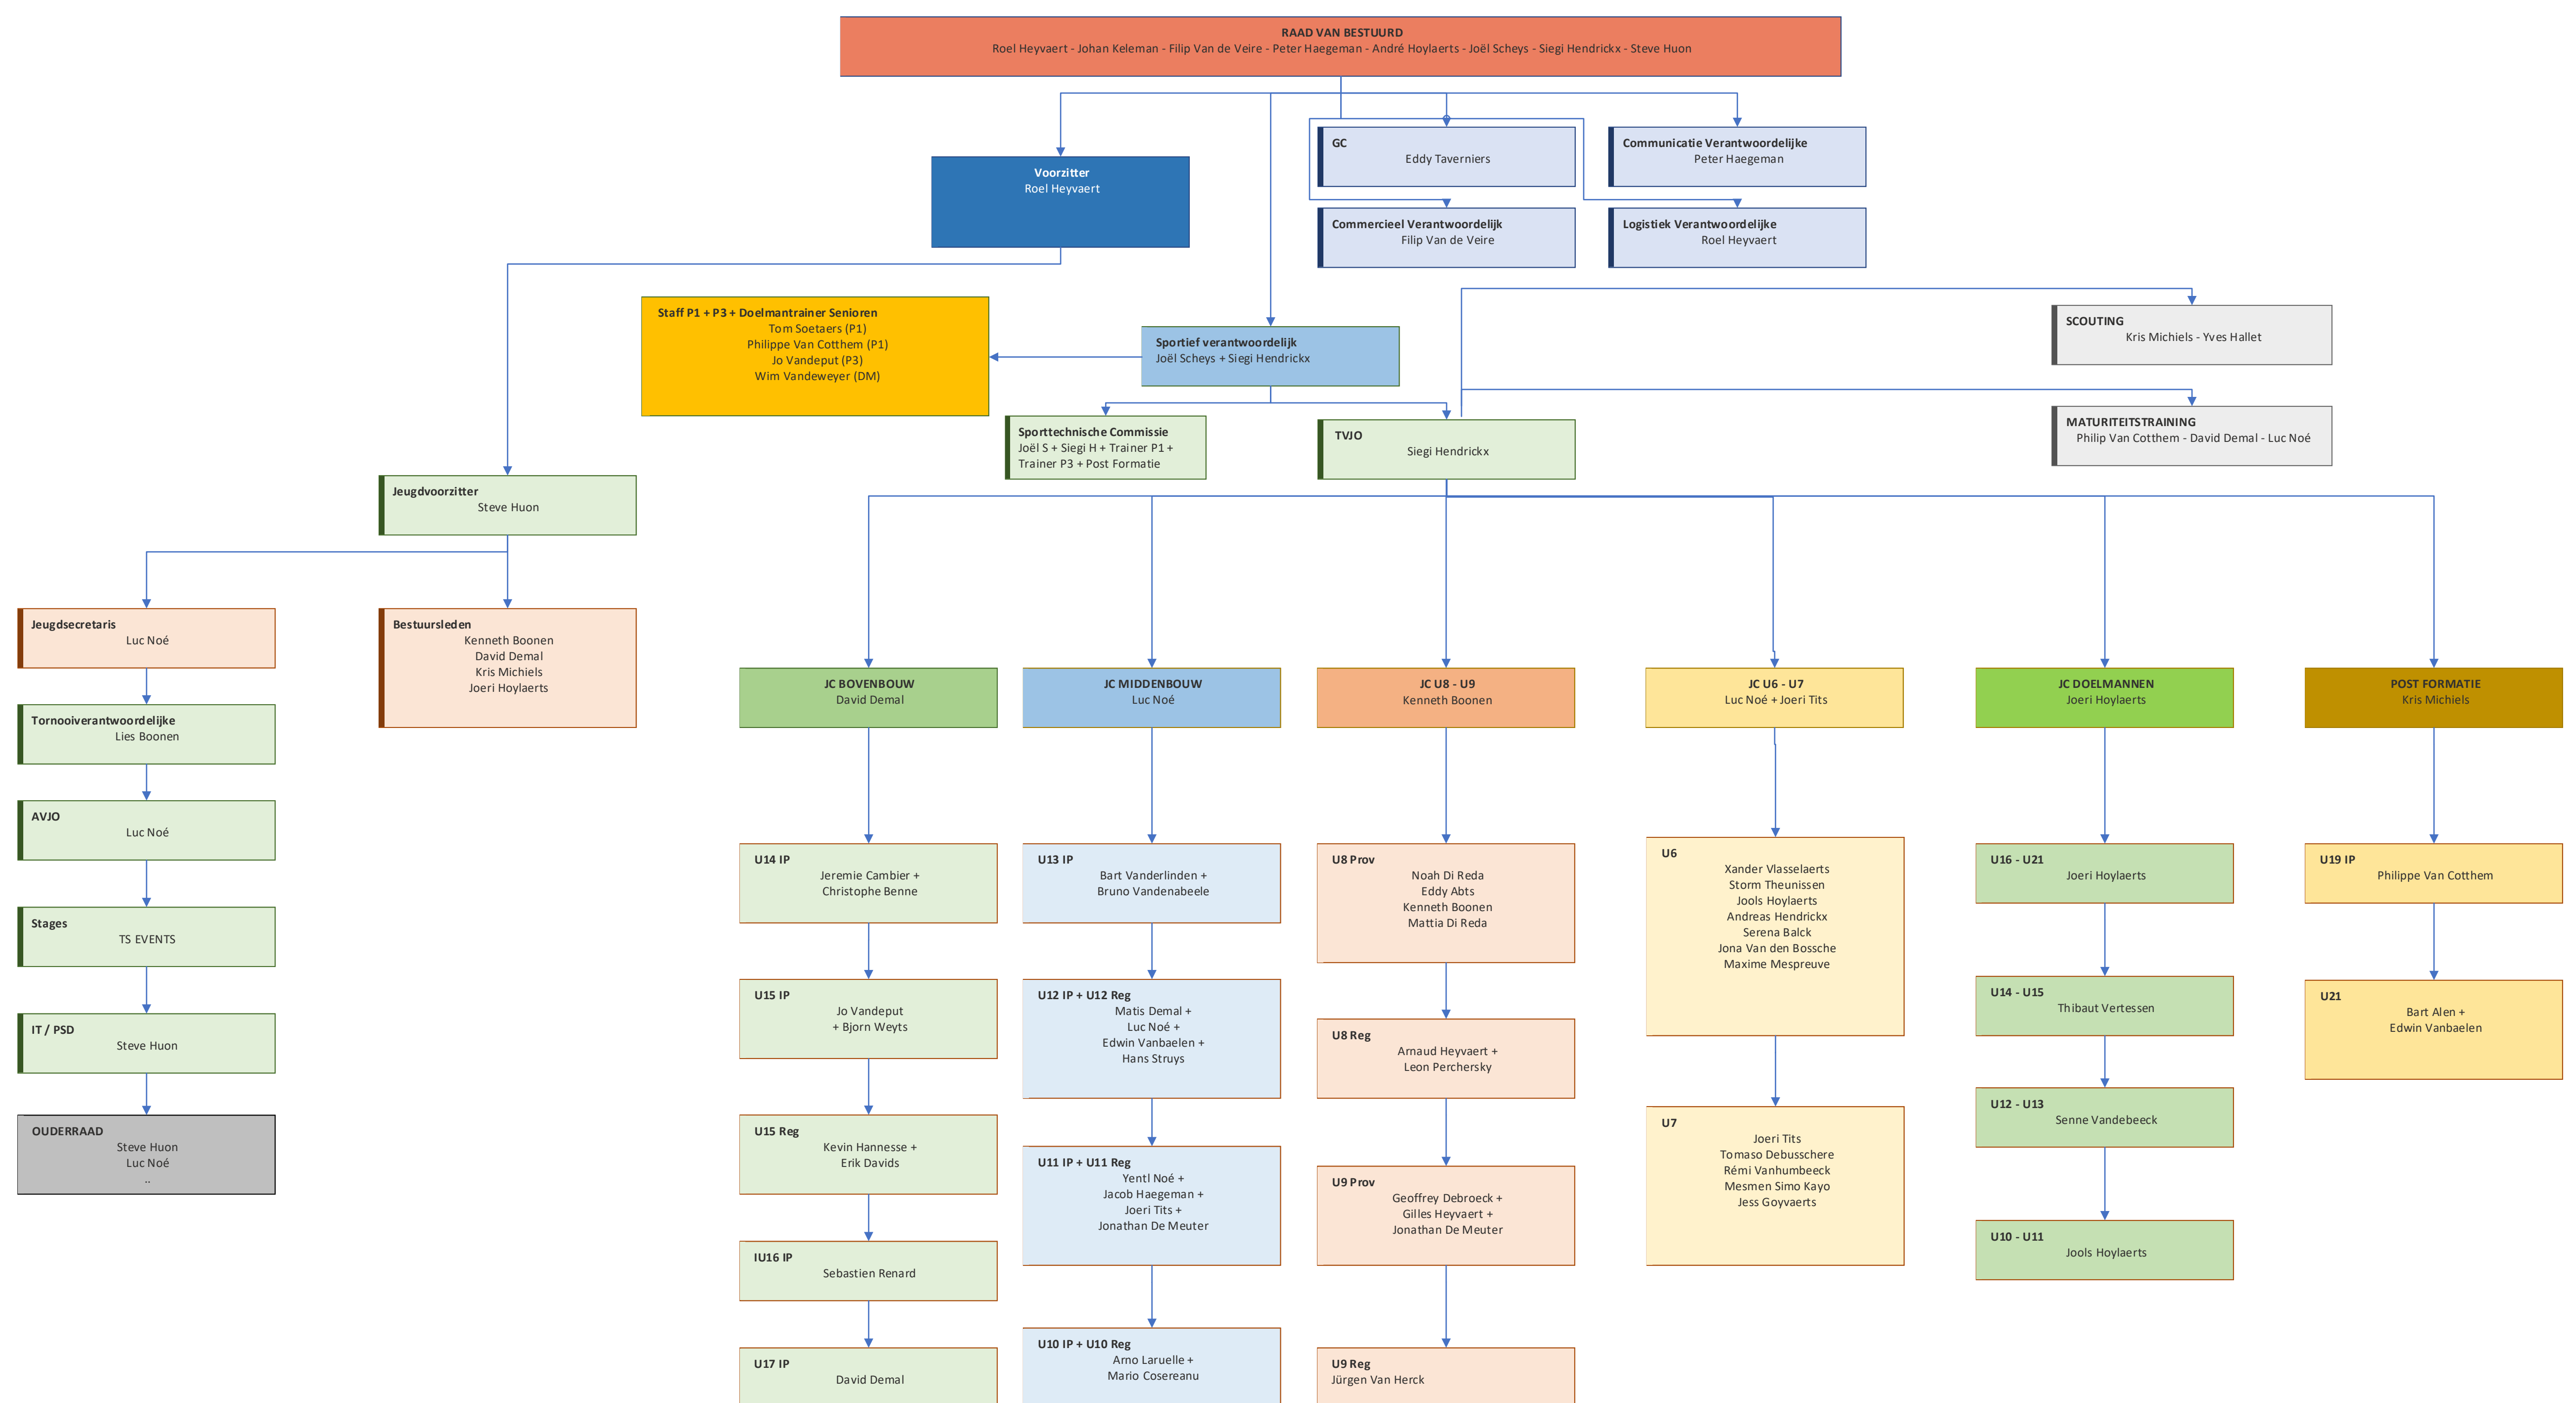 RAAD VAN BESTUURD
Roel Heyvaert - Johan Keleman - Filip Van de Veire - Peter Haegeman - André Hoylaerts - Joël Scheys - Siegi Hendrickx - Steve Huon
Voorzitter
Roel Heyvaert
GC
Eddy Taverniers
Communicatie Verantwoordelijke
Peter Haegeman
Commercieel Verantwoordelijk
Filip Van de Veire
Logistiek Verantwoordelijke
Roel Heyvaert
Staff P1 + P3 + Doelmantrainer Senioren
Tom Soetaers (P1)
Philippe Van Cotthem (P1)
Jo Vandeput (P3)
Wim Vandeweyer (DM)
Sportief verantwoordelijk
Joël Scheys + Siegi Hendrickx
SCOUTING
Kris Michiels - Yves Hallet
Sporttechnische Commissie
Joël S + Siegi H + Trainer P1 +
Trainer P3 + Post Formatie
TVJO
Siegi Hendrickx
MATURITEITSTRAINING
Philip Van Cotthem - David Demal - Luc Noé
Jeugdvoorzitter
Steve Huon
Jeugdsecretaris
Luc Noé
Bestuursleden
Kenneth Boonen
David Demal
Kris Michiels
Joeri Hoylaerts
Tornooiverantwoordelijke
Lies Boonen
AVJO
Luc Noé
Stages
TS EVENTS
IT / PSD
Steve Huon
OUDERRAAD
Steve Huon
Luc Noé
..
JC BOVENBOUW
David Demal
U14 IP
Jeremie Cambier +
Christophe Benne
U15 IP
Jo Vandeput
+ Bjorn Weyts
U15 Reg
Kevin Hannesse +
Erik Davids
IU16 IP
Sebastien Renard
U17 IP
David Demal
JC MIDDENBOUW
Luc Noé
U13 IP
Bart Vanderlinden +
Bruno Vandenabeele
U12 IP + U12 Reg
Matis Demal +
Luc Noé +
Edwin Vanbaelen +
Hans Struys
U11 IP + U11 Reg
Yentl Noé +
Jacob Haegeman +
Joeri Tits +
Jonathan De Meuter
U10 IP + U10 Reg
Arno Laruelle +
Mario Cosereanu
JC U8 - U9
Kenneth Boonen
U8 Prov
Noah Di Reda
Eddy Abts
Kenneth Boonen
Mattia Di Reda
U8 Reg
Arnaud Heyvaert +
Leon Perchersky
U9 Prov
Geoffrey Debroeck +
Gilles Heyvaert +
Jonathan De Meuter
U9 Reg
Jürgen Van Herck
JC U6 - U7
Luc Noé + Joeri Tits
U6
Xander Vlasselaerts
Storm Theunissen
Jools Hoylaerts
Andreas Hendrickx
Serena Balck
Jona Van den Bossche
Maxime Mespreuve
U7
Joeri Tits
Tomaso Debusschere
Rémi Vanhumbeeck
Mesmen Simo Kayo
Jess Goyvaerts
JC DOELMANNEN
Joeri Hoylaerts
U16 - U21
Joeri Hoylaerts
U14 - U15
Thibaut Vertessen
U12 - U13
Senne Vandebeeck
U10 - U11
Jools Hoylaerts
POST FORMATIE
Kris Michiels
U19 IP
Philippe Van Cotthem
U21
Bart Alen +
Edwin Vanbaelen